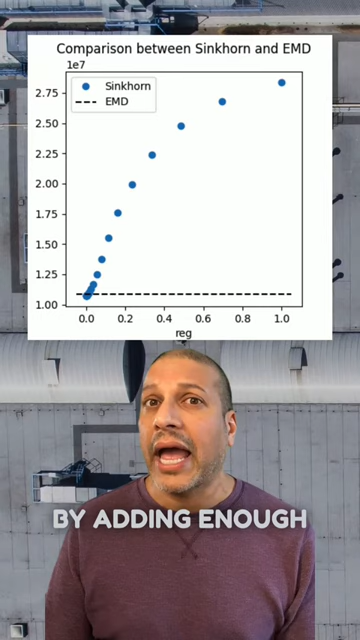 Comparison between Sinkhorn and EMD
1e7
Sinkhorn
EMD
2.75
2.50
2.25
2.00
1.75
1.50
1.25
1.00
0.0 0.2 0.4 0.6 0.8 1.0
reg
BY ADDING ENOUGH